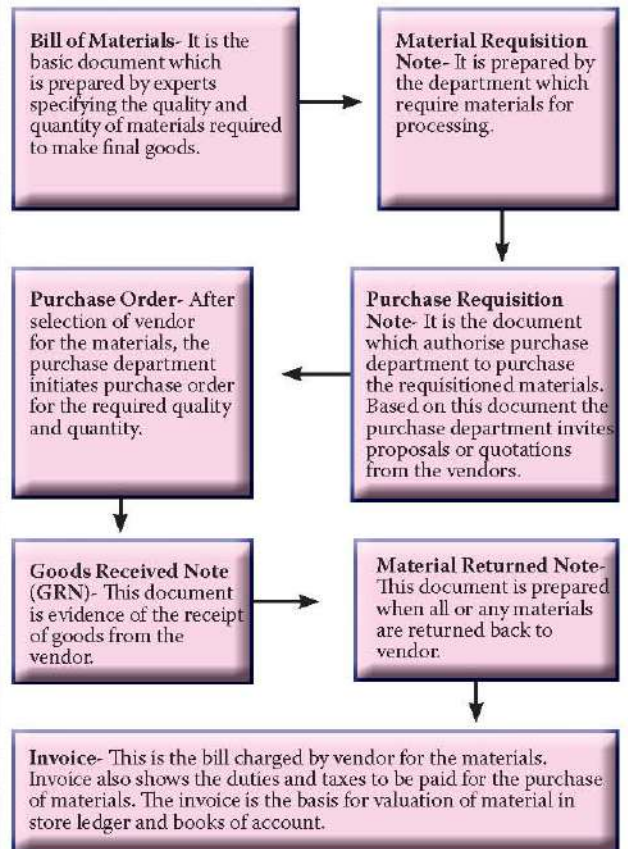 Bill of Materials- It is the
basic document which
is prepared by experts
specifying the quality and
quantity of materials required
to make final goods.
Material Requisition
Note- It is prepared by
the department which
require materials for
processing.
Purchase Requisition
Note- It is the document
which authorise purchase
department to purchase
the requisitioned materials.
Based on this document the
purchase department invites
proposals or quotations
from the vendors.
Purchase Order- After
selection of vendor
for the materials, the
purchase department
initiates purchase order
for the required quality
and quantity.
Goods Received Note
(GRN)- This document
is evidence of the receipt
of goods from the
vendor.
Material Returned Note-
This document is prepared
when all or any materials
are returned back to
vendor.
Invoice- This is the bill charged by vendor for the materials.
Invoice also shows the duties and taxes to be paid for the purchase
of materials. The invoice is the basis for valuation of material in
store ledger and books of account.